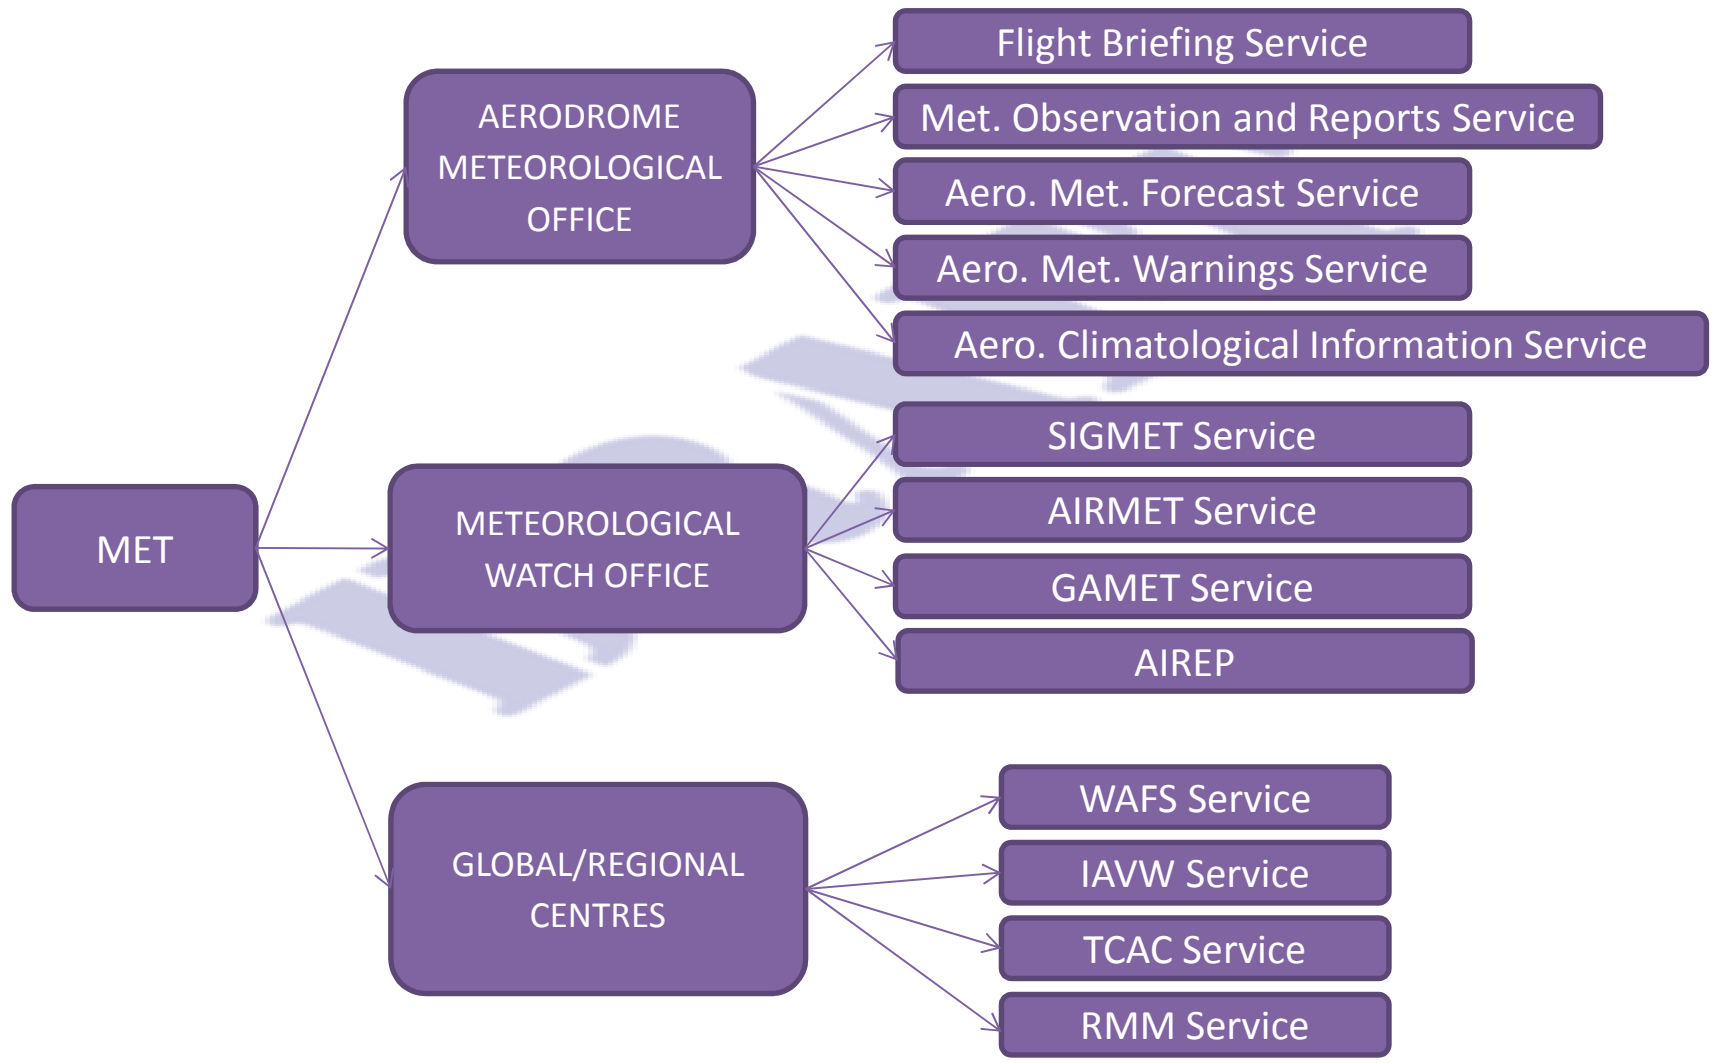 MET
AERODROME
METEOROLOGICAL
OFFICE
Flight Briefing Service
Met. Observation and Reports Service
Aero. Met. Forecast Service
Aero. Met. Warnings Service
Aero. Climatological Information Service
METEOROLOGICAL
WATCH OFFICE
SIGMET Service
AIRMET Service
GAMET Service
AIREP
GLOBAL/REGIONAL
CENTRES
WAFS Service
IAVW Service
TCAC Service
RMM Service